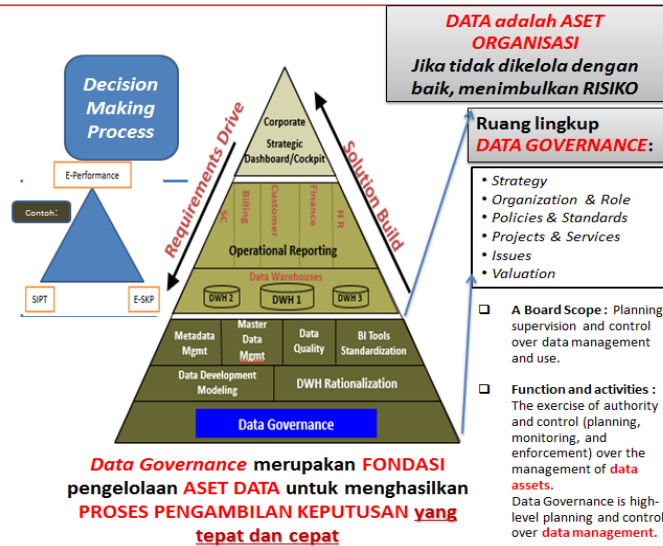 DATA adalah ASET
ORGANISASI
Jika tidak dikelola dengan
baik, menimbulkan RISIKO
Decision
Making
Process
E-Performance
Contoh:
SIPT
E-SKP
Requirements Drive
Solution Build
Corporate
Strategic
Dashboard/Cockpit
SC
Billing
Customer
Finance
HR
Operational Reporting
Data Warehouses
DWH 2
DWH 1
DWH 3
Metadata
Mgmt
Master
Data
Mgmt
Data
Quality
BI Tools
Standardization
Data Development
Modeling
DWH Rationalization
Data Governance
Ruang lingkup
DATA GOVERNANCE:
• Strategy
• Organization & Role
• Policies & Standards
• Projects & Services
• Issues
• Valuation
A Board Scope : Planning,
supervision and control
over data management
and use.
Function and activities :
The exercise of authority
and control (planning,
monitoring, and
enforcement) over the
management of data
assets.
Data Governance is high-
level planning and control
over data management.
Data Governance merupakan FONDASI
pengelolaan ASET DATA untuk menghasilkan
PROSES PENGAMBILAN KEPUTUSAN yang
tepat dan cepat